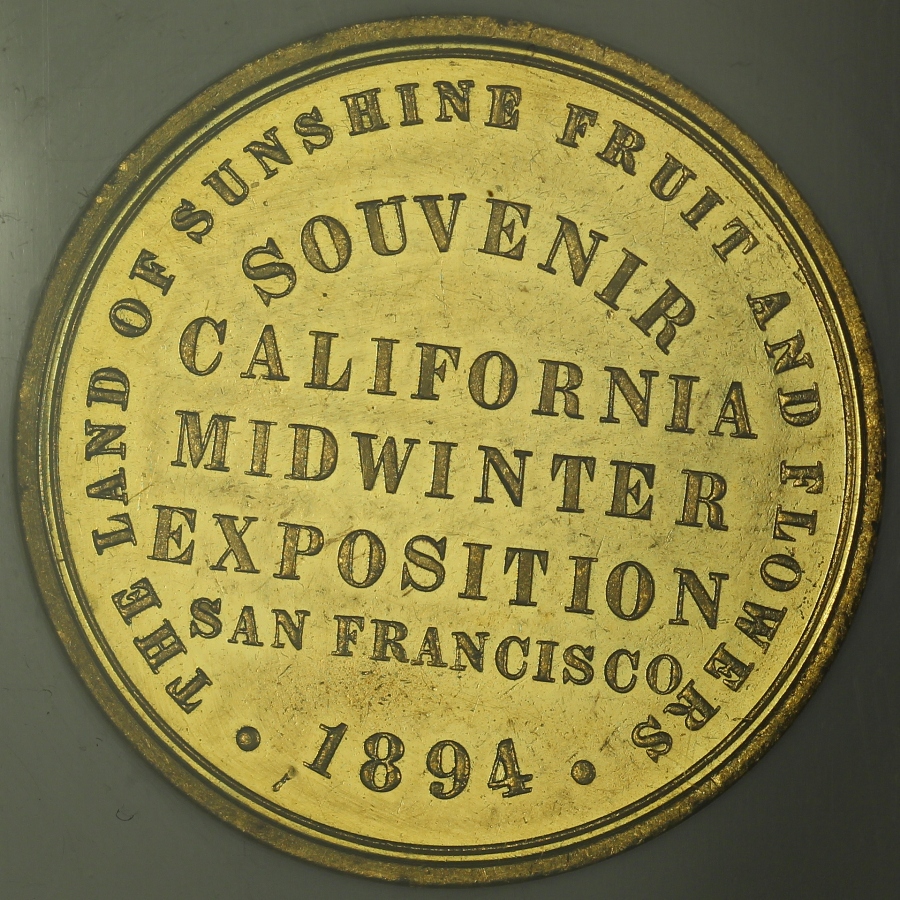 THE LAND OF SUNSHINE FRUIT AND FLOWERS
SOUVENIR
CALIFORNIA
MIDWINTER
EXPOSITION
SAN FRANCISCO
• 1894 •